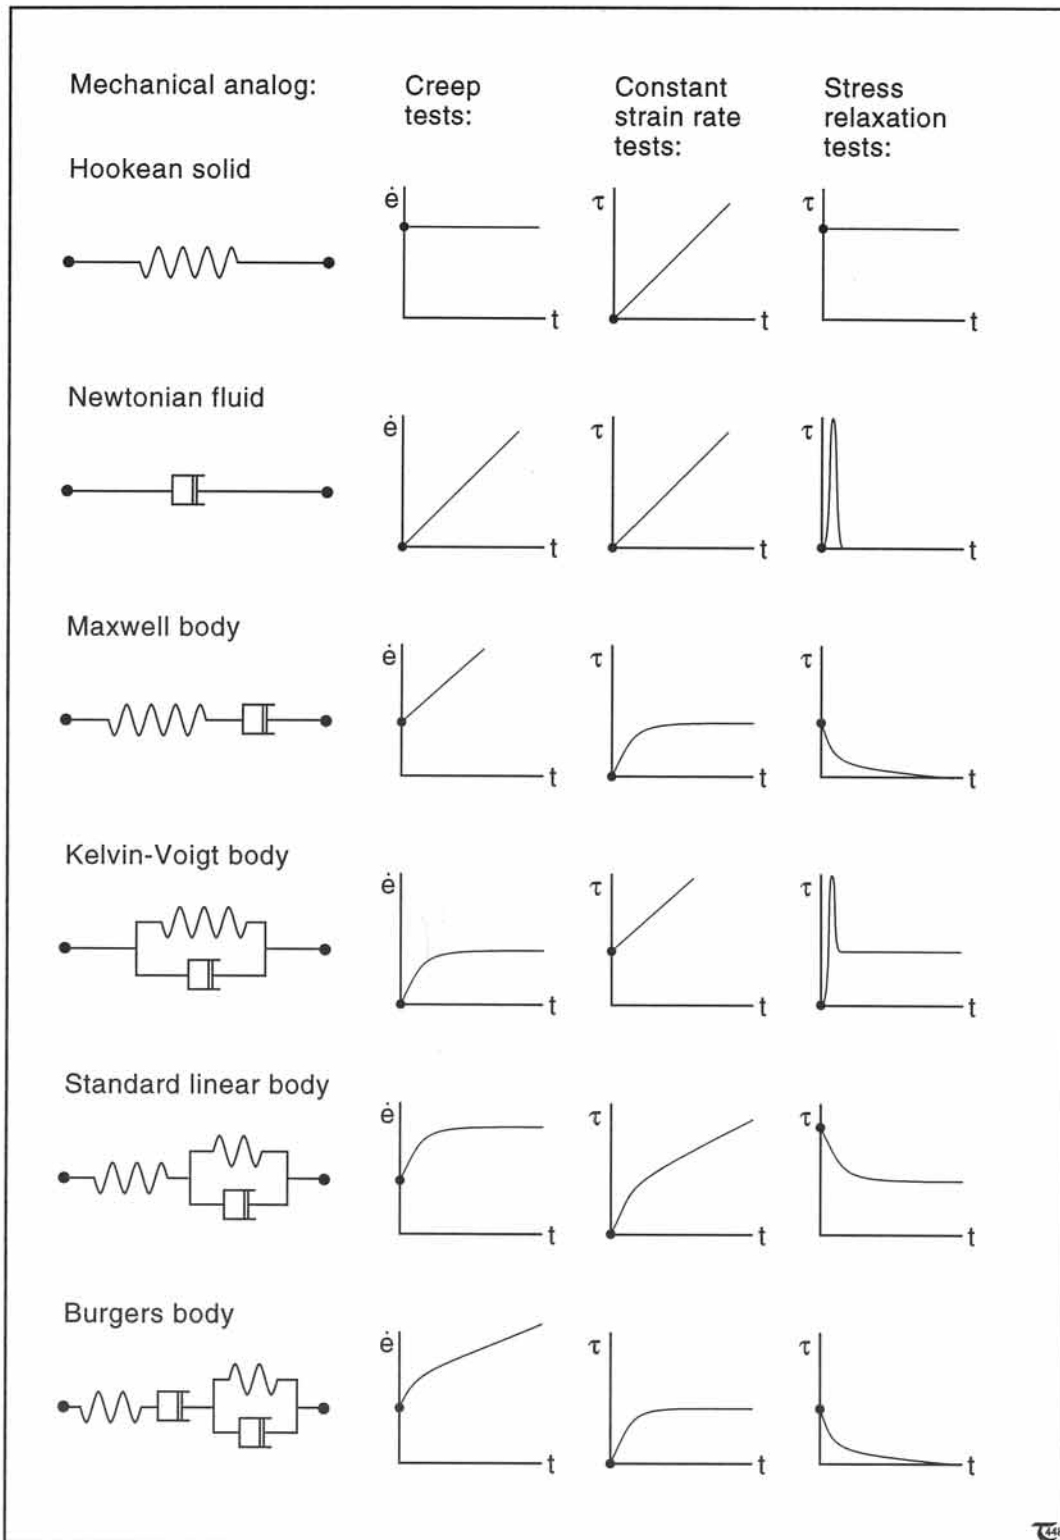 Mechanical analog:
Creep
tests:
Constant
strain rate
tests:
Stress
relaxation
tests:
Hookean solid
ė
t
τ
t
τ
t
Newtonian fluid
ė
t
τ
t
τ
t
Maxwell body
ė
t
τ
t
τ
t
Kelvin-Voigt body
ė
t
τ
t
τ
t
Standard linear body
ė
t
τ
t
τ
t
Burgers body
ė
t
τ
t
τ
t